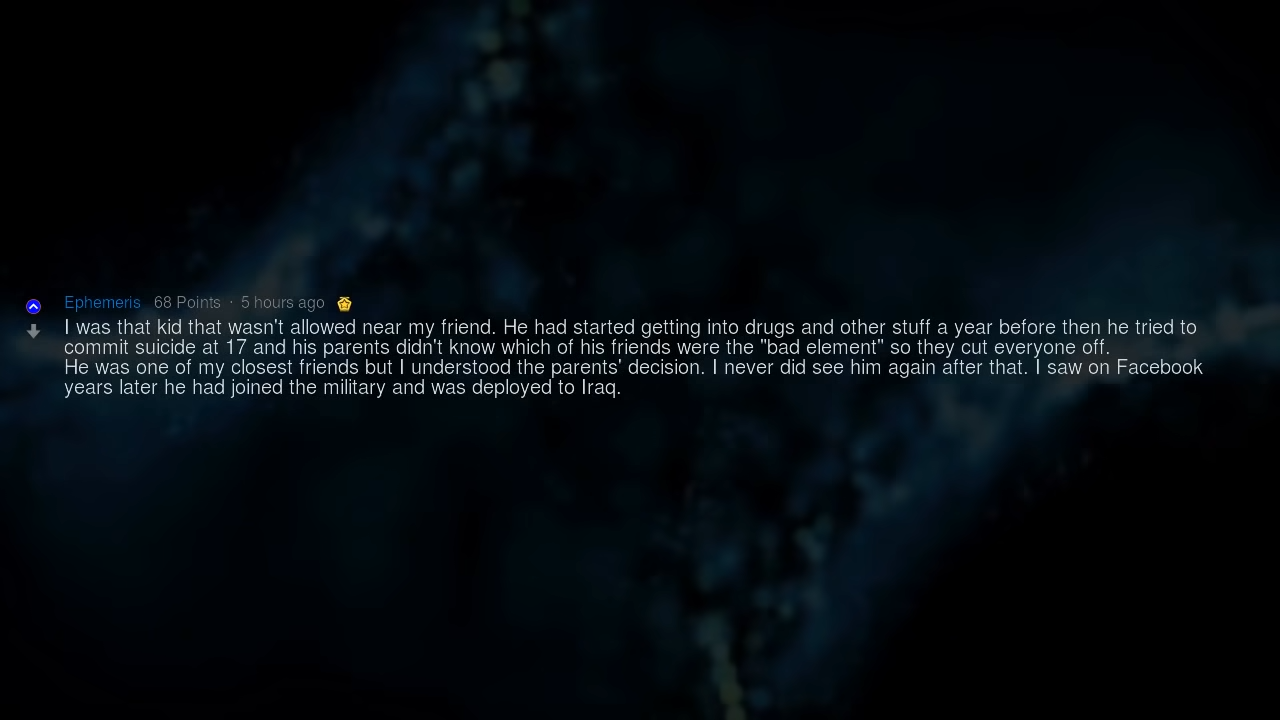 Ephemeris 68 Points · 5 hours ago
I was that kid that wasn't allowed near my friend. He had started getting into drugs and other stuff a year before then he tried to
commit suicide at 17 and his parents didn't know which of his friends were the "bad element" so they cut everyone off.
He was one of my closest friends but I understood the parents' decision. I never did see him again after that. I saw on Facebook
years later he had joined the military and was deployed to Iraq.